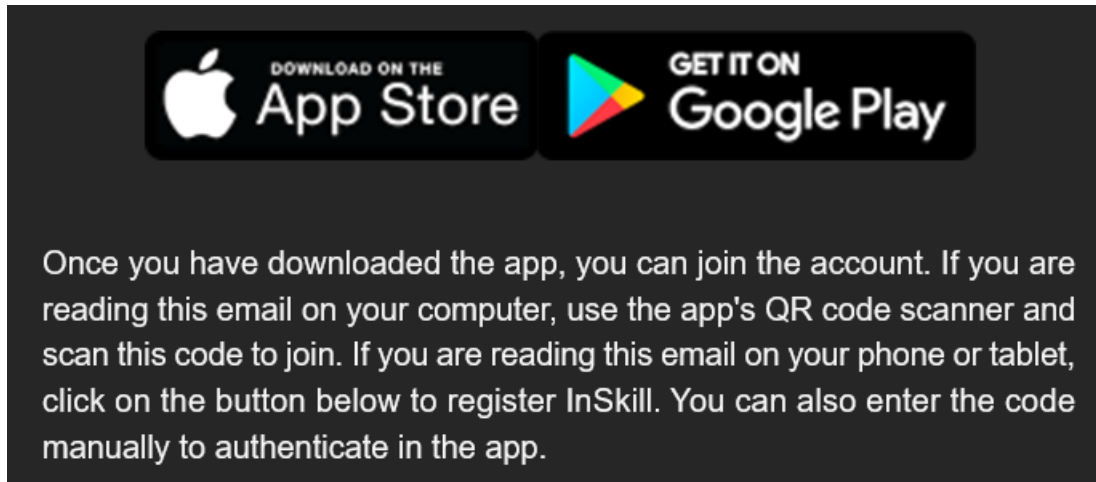 DOWNLOAD ON THE
App Store
GET IT ON
Google Play
Once you have downloaded the app, you can join the account. If you are
reading this email on your computer, use the app's QR code scanner and
scan this code to join. If you are reading this email on your phone or tablet,
click on the button below to register InSkill. You can also enter the code
manually to authenticate in the app.